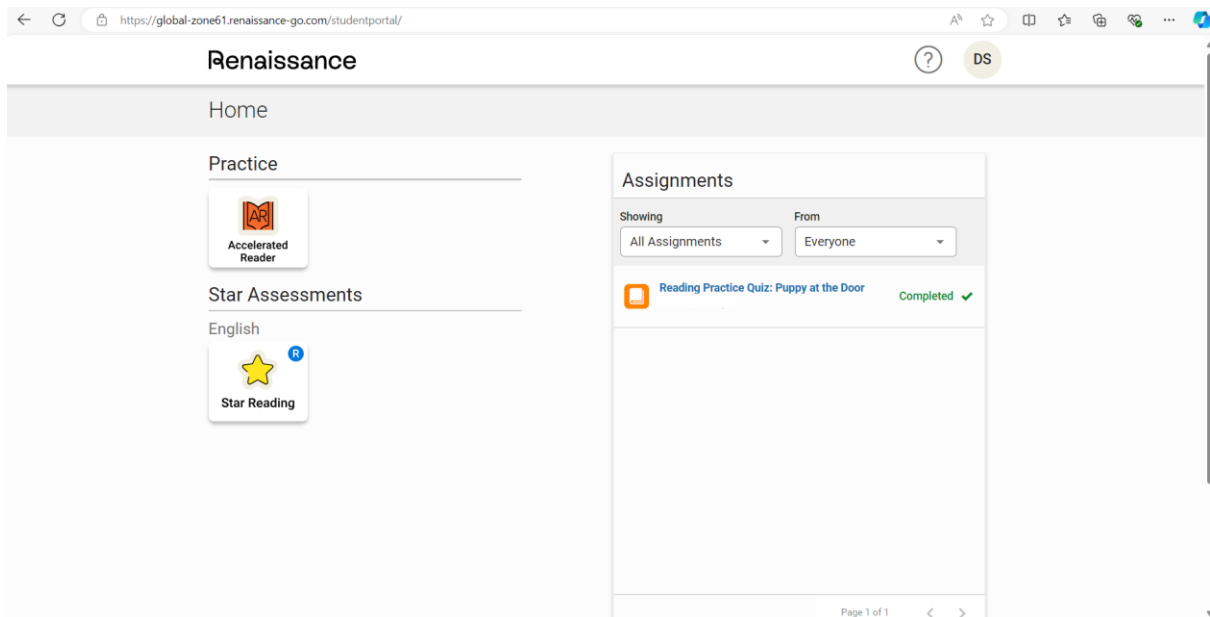 https://global-zone61.renaissance-go.com/studentportal/
Renaissance
?
DS
Home
Practice
AR
Accelerated
Reader
Star Assessments
English
R
Star Reading
Assignments
Showing
From
All Assignments
Everyone
Reading Practice Quiz: Puppy at the Door
Completed
Page 1 of 1